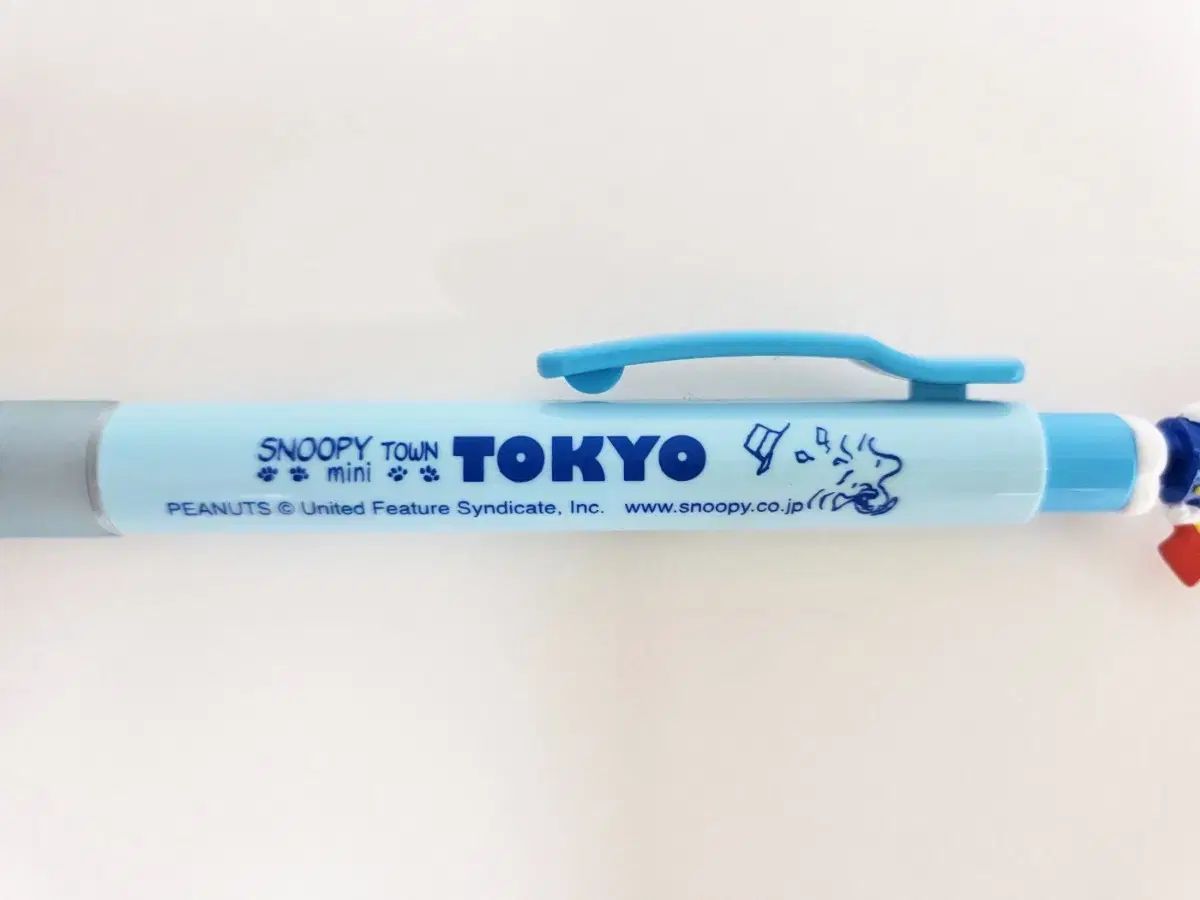 SNOOPY TOWN TOKYO
mini
PEANUTS © United Feature Syndicate, Inc. www.snoopy.co.jp